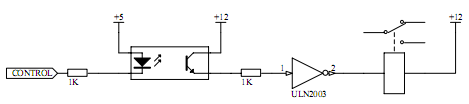 +5
+12
+12
CONTROL
1K
1K
1
2
ULN2003